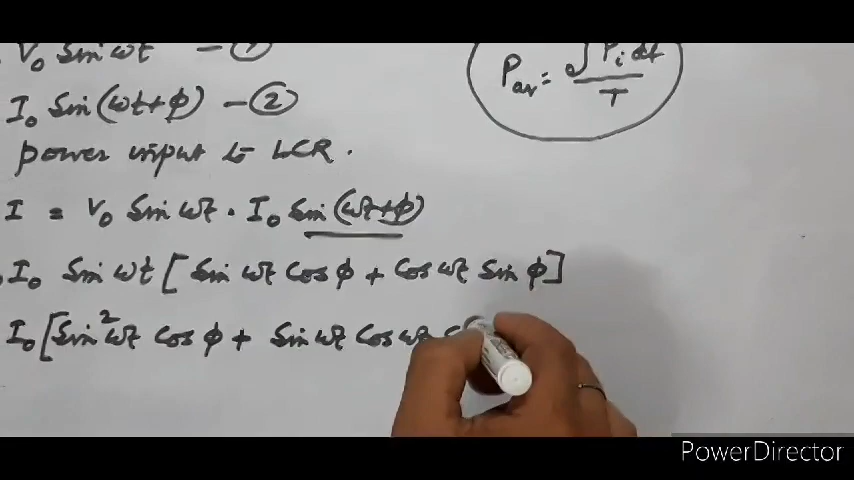 V₀ Sin ωt — ①
I₀ Sin (ωt+φ) — ②
power input to LCR.
I = V₀ Sin ωt . I₀ Sin (ωt+φ)
I₀ Sin ωt [Sin ωt Cos φ + Cos ωt Sin φ]
I₀ [Sin²ωt Cos φ + Sin ωt Cos ωt
Pav = ∫₀ Pᵢ dt / T
PowerDirector